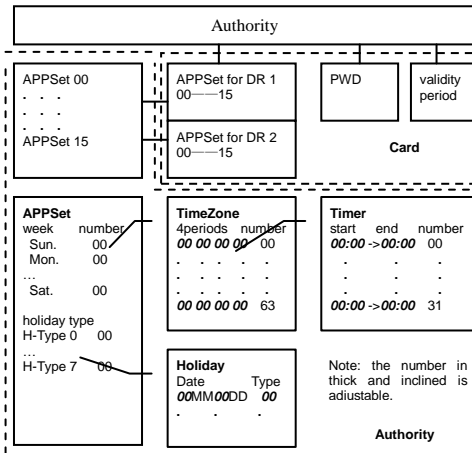 Authority
APPSet 00
. . .
. . .
APPSet 15
APPSet for DR 1
00——15
APPSet for DR 2
00——15
PWD
validity
period
Card
APPSet
week number
Sun. 00
Mon. 00
...
Sat. 00
holiday type
H-Type 0 00
...
H-Type 7 00
TimeZone
4periods number
00 00 00 00 00
. . . . .
. . . . .
00 00 00 00 63
Timer
start end number
00:00 ->00:00 00
. . .
. . .
00:00 ->00:00 31
Holiday
Date Type
00MM00DD 00
. . .
Note: the number in
thick and inclined is
adiustable.
Authority